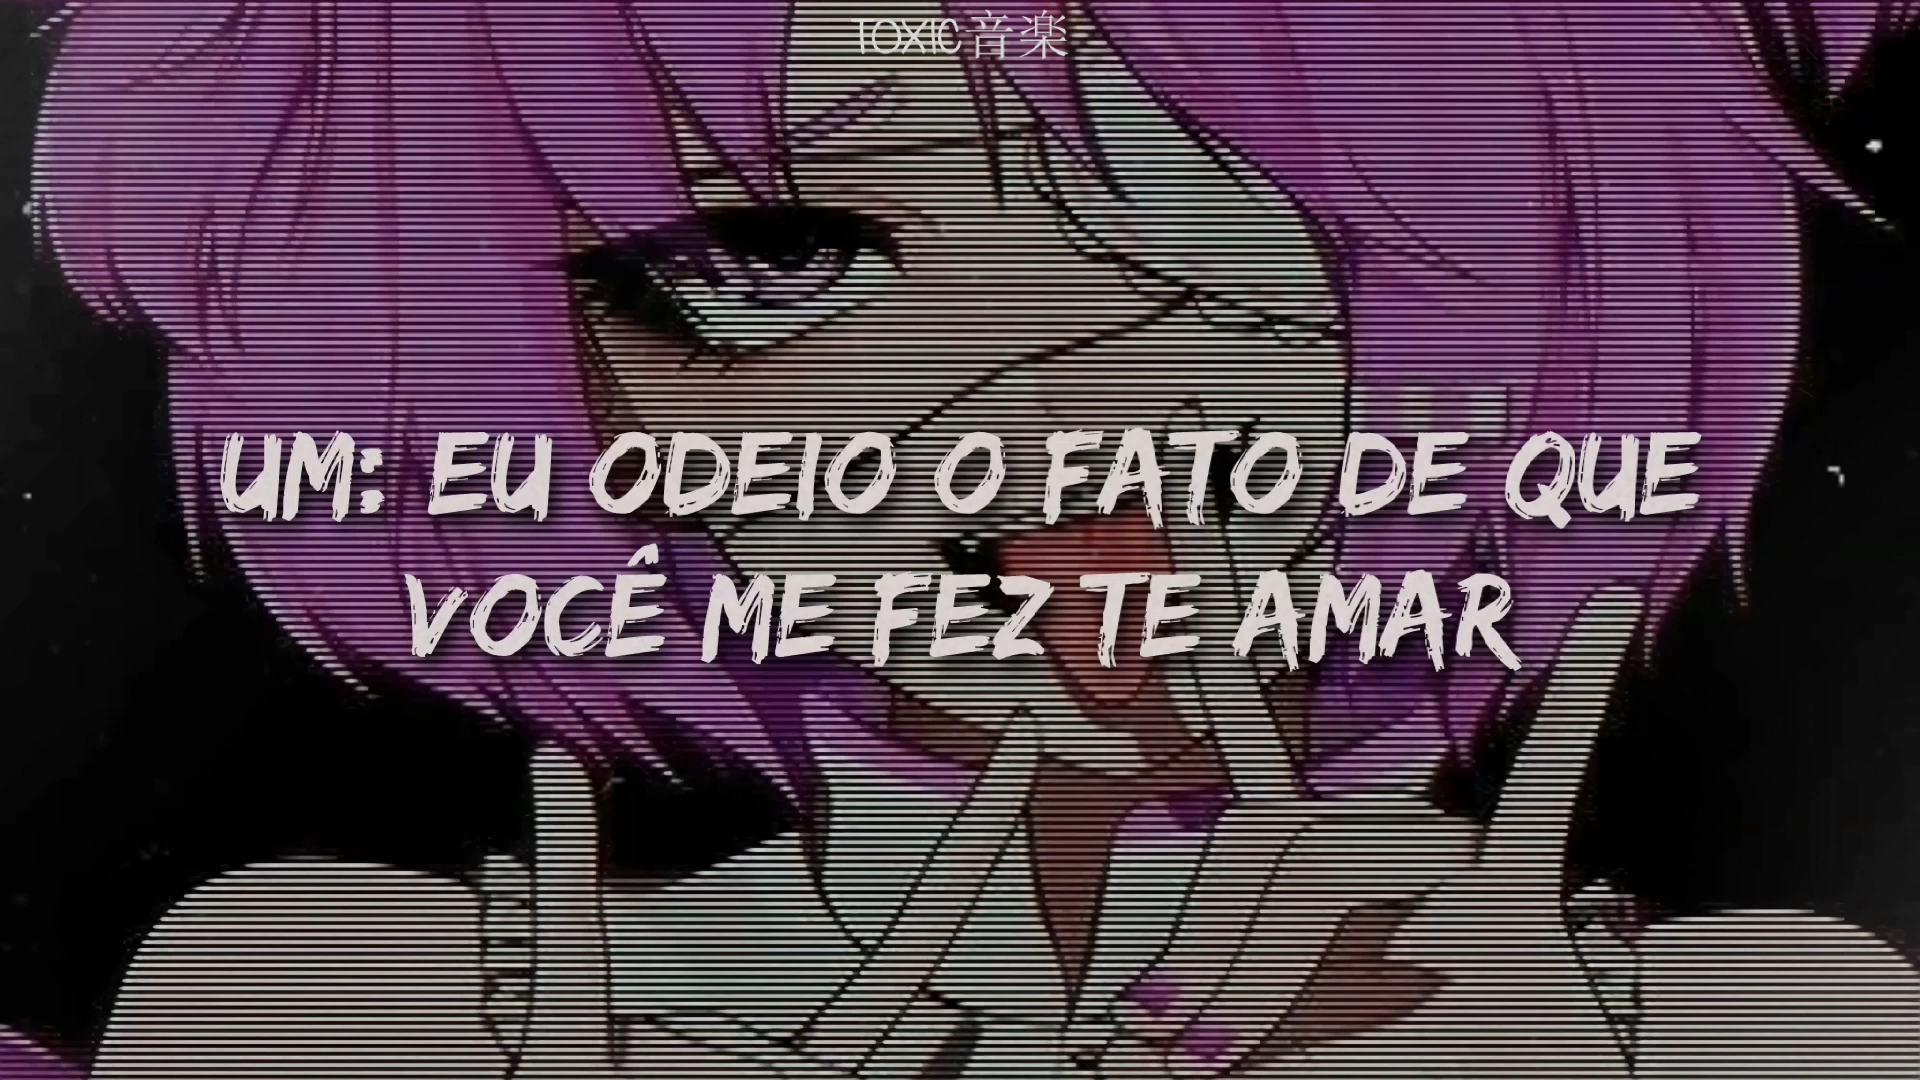 TOXIC音楽
UM: EU ODEIO O FATO DE QUE
VOCÊ ME FEZ TE AMAR